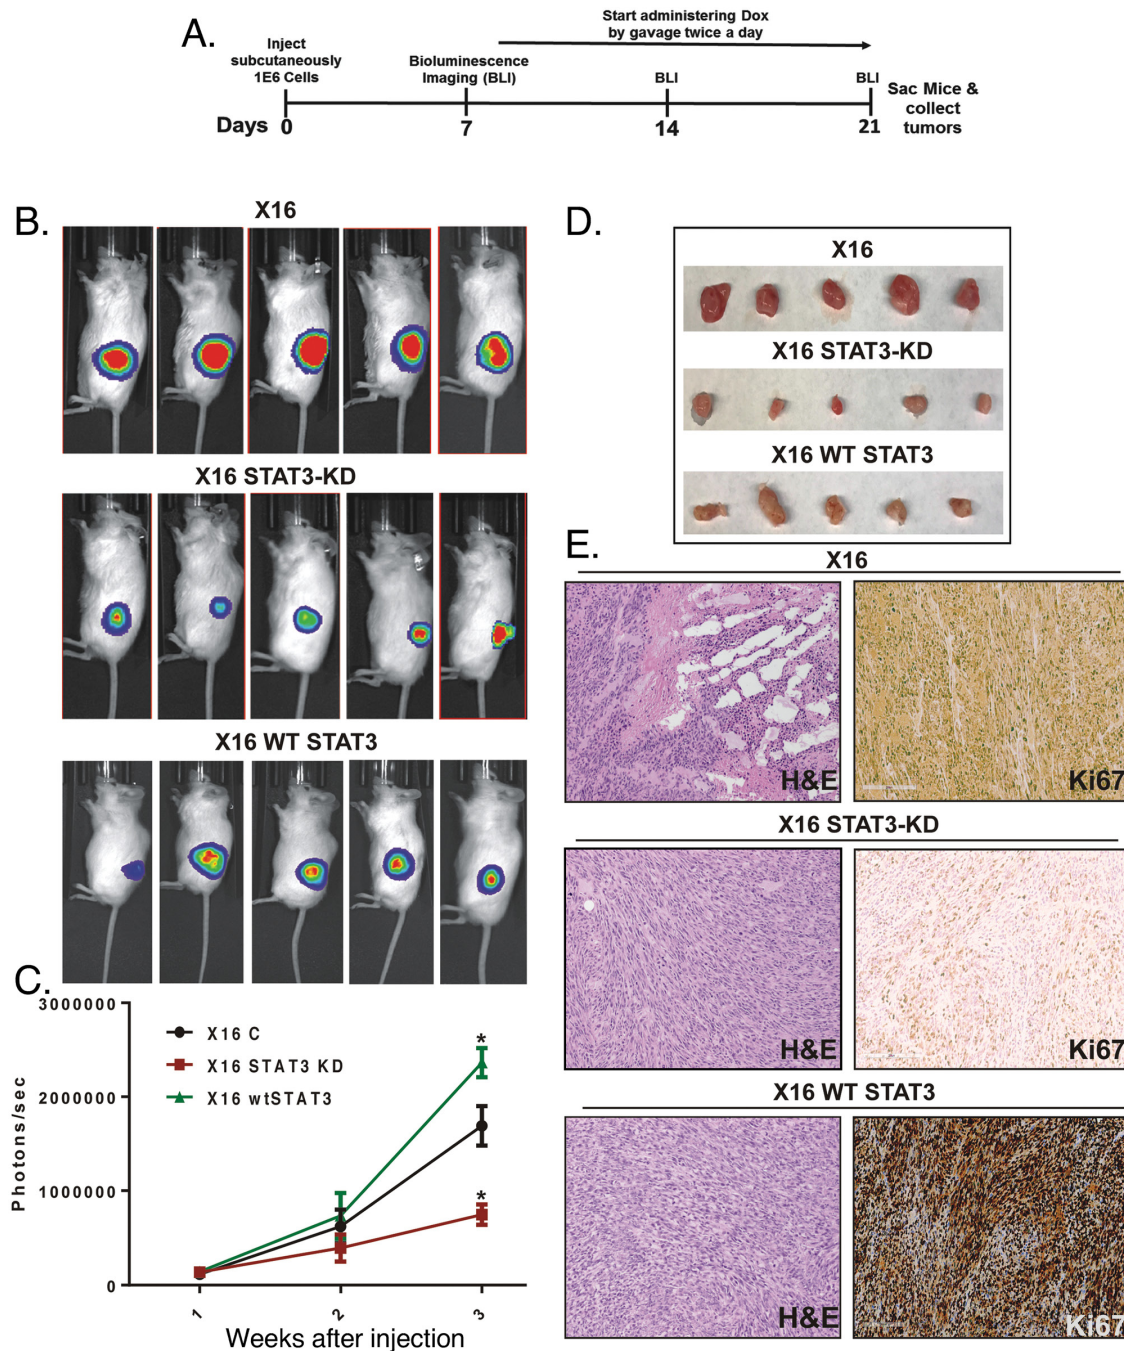 A.
Start administering Dox
by gavage twice a day
Inject
subcutaneously
1E6 Cells
Bioluminescence
Imaging (BLI)
BLI
BLI
Sac Mice &
collect
tumors
Days 0 7 14 21
B.
X16
X16 STAT3-KD
X16 WT STAT3
C.
3000000
2000000
1000000
0
Photons/sec
X16 C
X16 STAT3 KD
X16 wtSTAT3
*
*
1 2 3
Weeks after injection
D.
X16
X16 STAT3-KD
X16 WT STAT3
E.
X16
H&E Ki67
X16 STAT3-KD
H&E Ki67
X16 WT STAT3
H&E Ki67